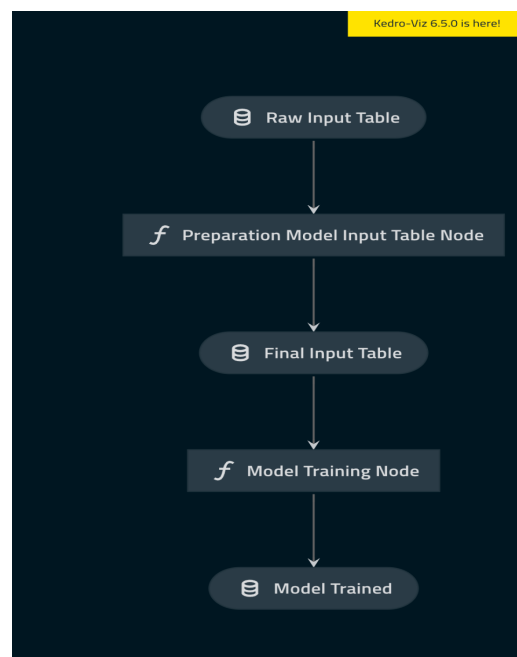 Kedro-Viz 6.5.0 is here!
Raw Input Table
Preparation Model Input Table Node
Final Input Table
Model Training Node
Model Trained